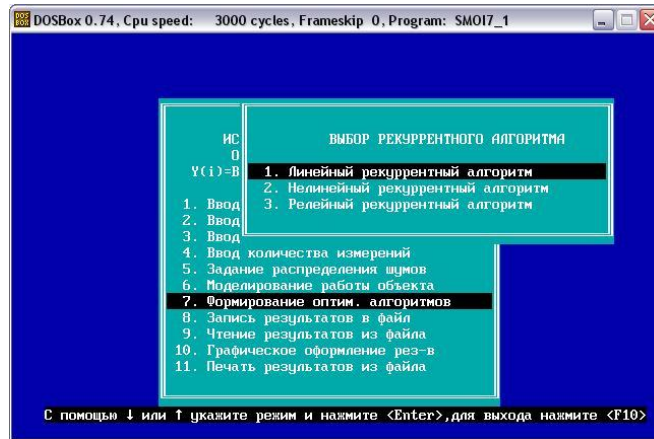 DOSBox 0.74, Cpu speed: 3000 cycles, Frameskip 0, Program: SMOI7_1
ВЫБОР РЕКУРРЕНТНОГО АЛГОРИТМА
1. Линейный рекуррентный алгоритм
2. Нелинейный рекуррентный алгоритм
3. Релейный рекуррентный алгоритм
ИС
О
Y(i)=B
1. Ввод
2. Ввод
3. Ввод
4. Ввод количества измерений
5. Задание распределения шумов
6. Моделирование работы объекта
7. Формирование оптим. алгоритмов
8. Запись результатов в файл
9. Чтение результатов из файла
10. Графическое оформление рез-в
11. Печать результатов из файла
С помощью ↓ или ↑ укажите режим и нажмите <Enter>,для выхода нажмите <F10>